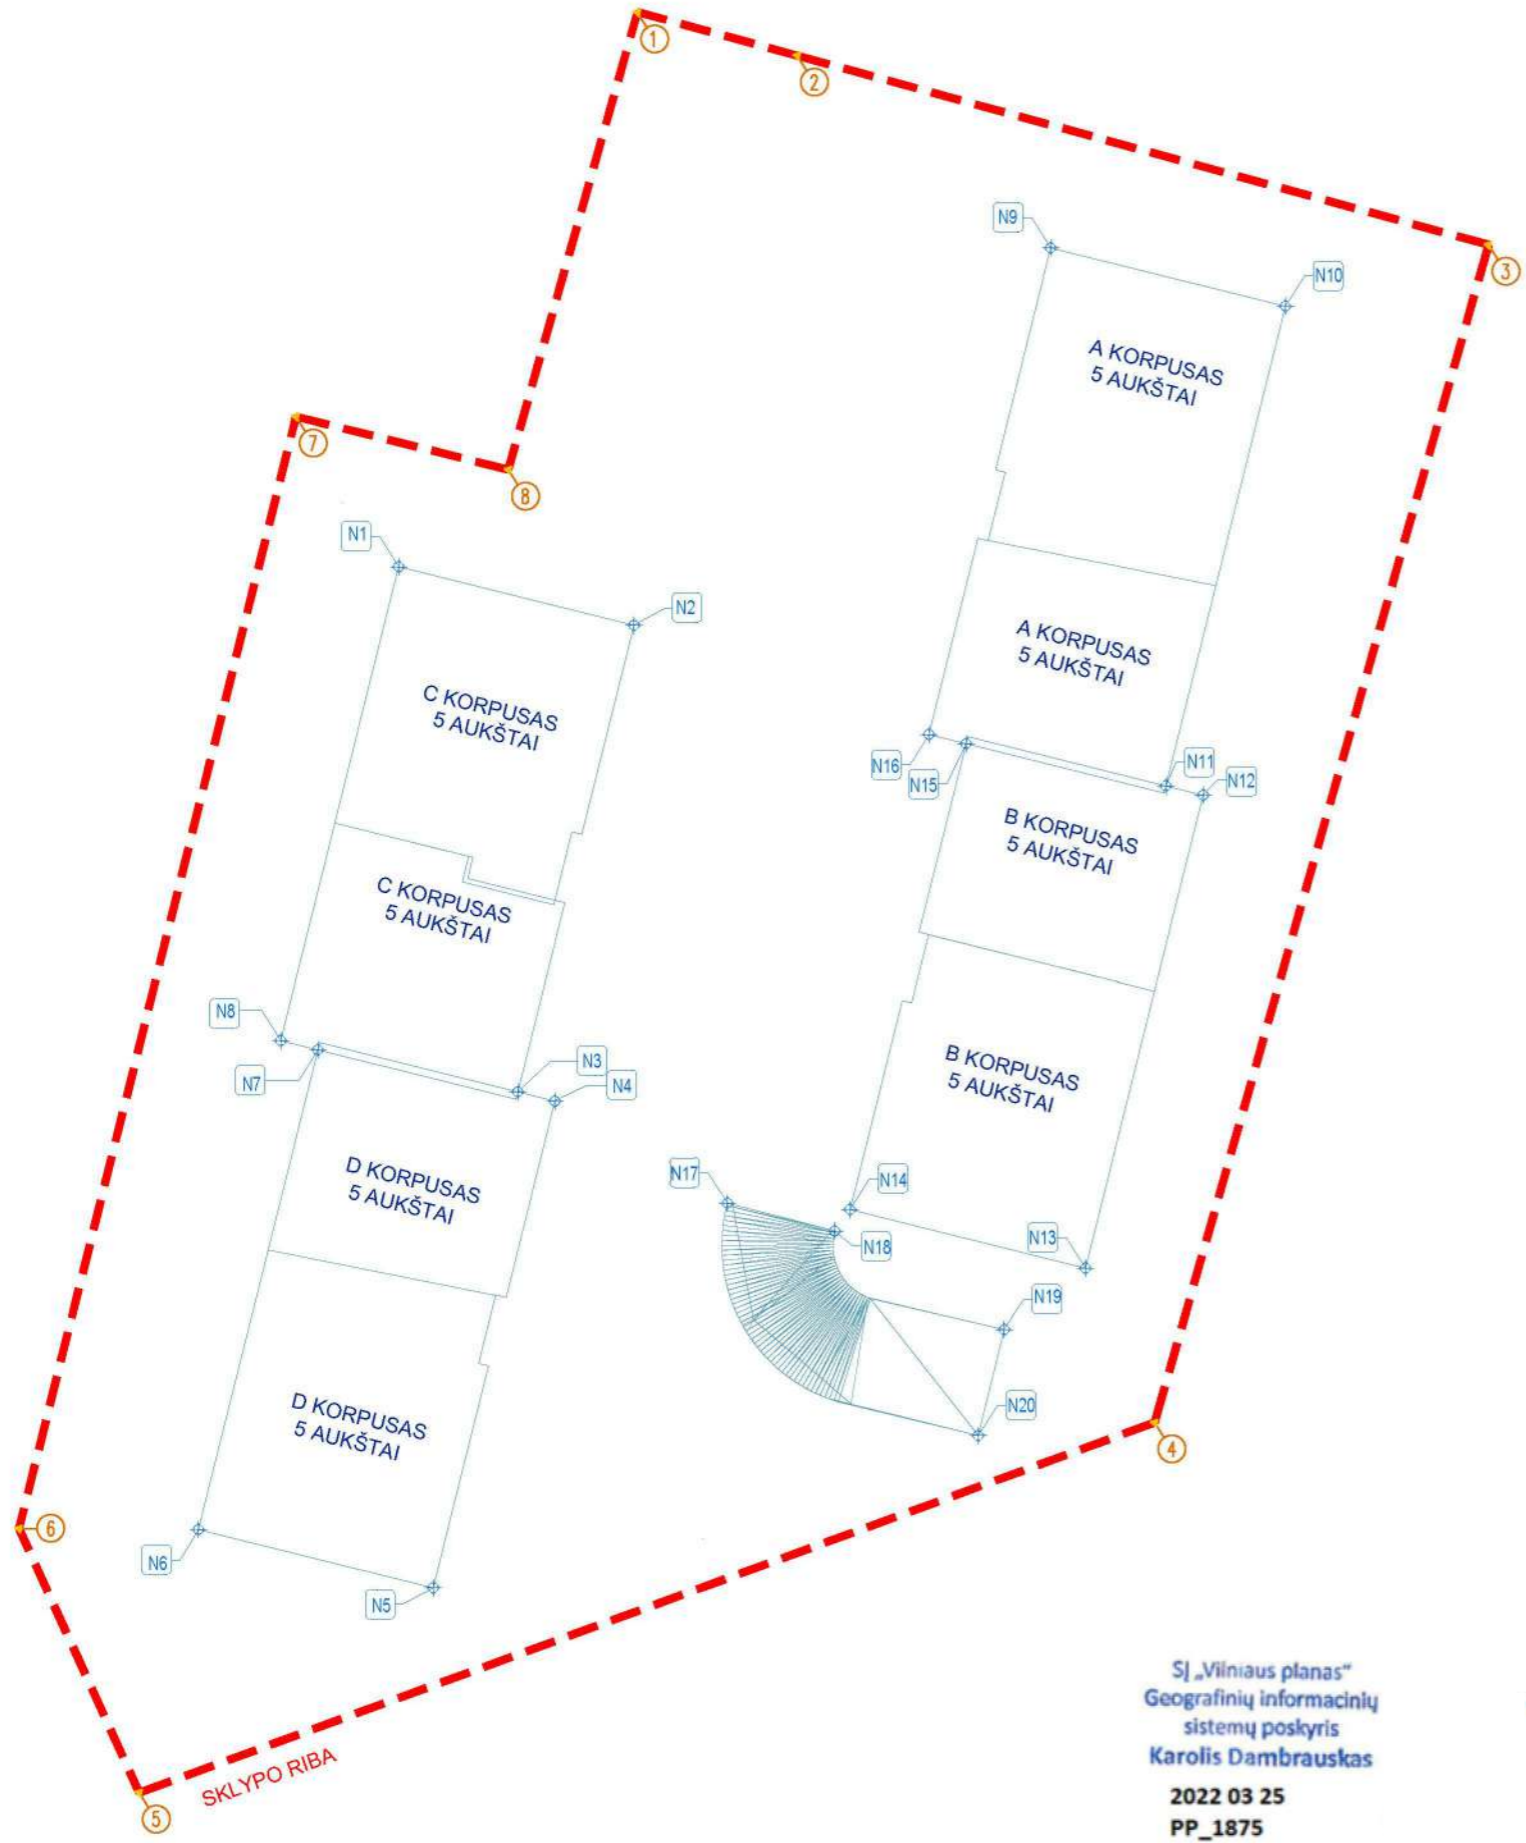 1
2
3
N9
N10
A KORPUSAS
5 AUKŠTAI
7
8
N1
N2
A KORPUSAS
5 AUKŠTAI
C KORPUSAS
5 AUKŠTAI
N16
N15
N11
N12
B KORPUSAS
5 AUKŠTAI
C KORPUSAS
5 AUKŠTAI
N8
N7
N3
N4
B KORPUSAS
5 AUKŠTAI
D KORPUSAS
5 AUKŠTAI
N17
N14
N18
N13
N19
N20
D KORPUSAS
5 AUKŠTAI
4
6
N6
N5
SKLYPO RIBA
5
SĮ „Vilniaus planas“
Geografinių informacinių
sistemų poskyris
Karolis Dambrauskas
2022 03 25
PP_1875